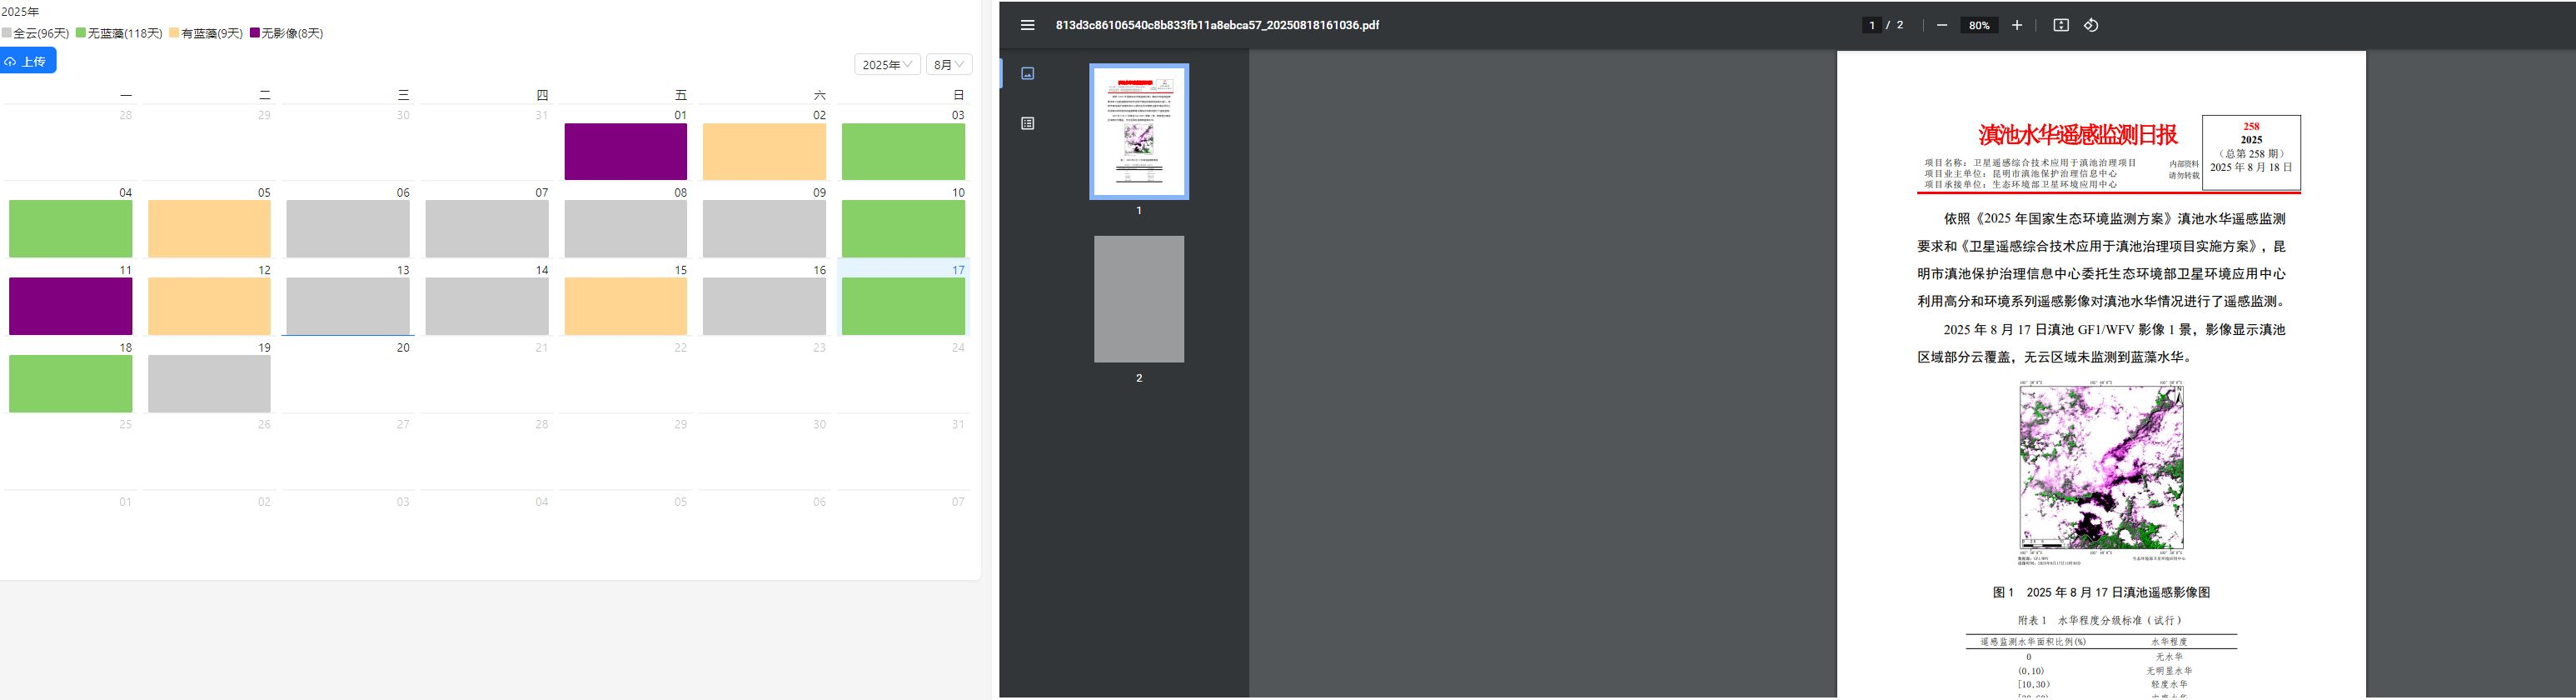 2025年
全云(96天) 无蓝藻(118天) 有蓝藻(9天) 无影像(8天)
上传
2025年 8月
一 二 三 四 五 六 日
28 29 30 31 01 02 03
04 05 06 07 08 09 10
11 12 13 14 15 16 17
18 19 20 21 22 23 24
25 26 27 28 29 30 31
01 02 03 04 05 06 07
813d3c86106540c8b833fb11a8ebca57_20250818161036.pdf
1 / 2
80%
1
2
滇池水华遥感监测日报
项目名称：卫星遥感综合技术应用于滇池治理项目
项目业主单位：昆明市滇池保护治理信息中心
项目承接单位：生态环境部卫星环境应用中心
内部资料
请勿转载
258
2025
（总第 258 期）
2025 年 8 月 18 日
依照《2025 年国家生态环境监测方案》滇池水华遥感监测
要求和《卫星遥感综合技术应用于滇池治理项目实施方案》，昆
明市滇池保护治理信息中心委托生态环境部卫星环境应用中心
利用高分和环境系列遥感影像对滇池水华情况进行了遥感监测。
2025 年 8 月 17 日滇池 GF1/WFV 影像 1 景，影像显示滇池
区域部分云覆盖，无云区域未监测到蓝藻水华。
N
生态环境部卫星环境应用中心
图 1 2025 年 8 月 17 日滇池遥感影像图
附表 1 水华程度分级标准（试行）
遥感监测水华面积比例(%) 水华程度
0 无水华
(0,10) 无明显水华
[10,30) 轻度水华